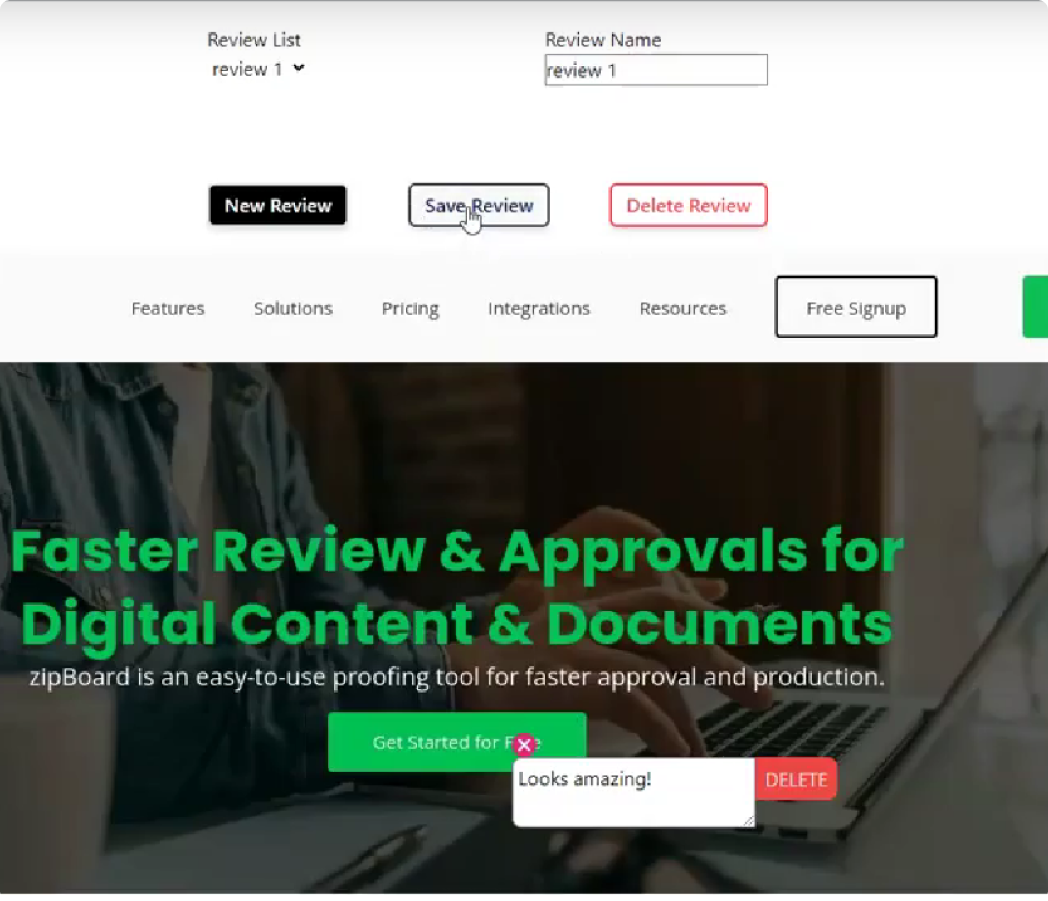 Review List
review 1
Review Name
review 1
New Review
Save Review
Delete Review
Features
Solutions
Pricing
Integrations
Resources
Free Signup
Faster Review & Approvals for
Digital Content & Documents
zipBoard is an easy-to-use proofing tool for faster approval and production.
Get Started for
Looks amazing!
DELETE